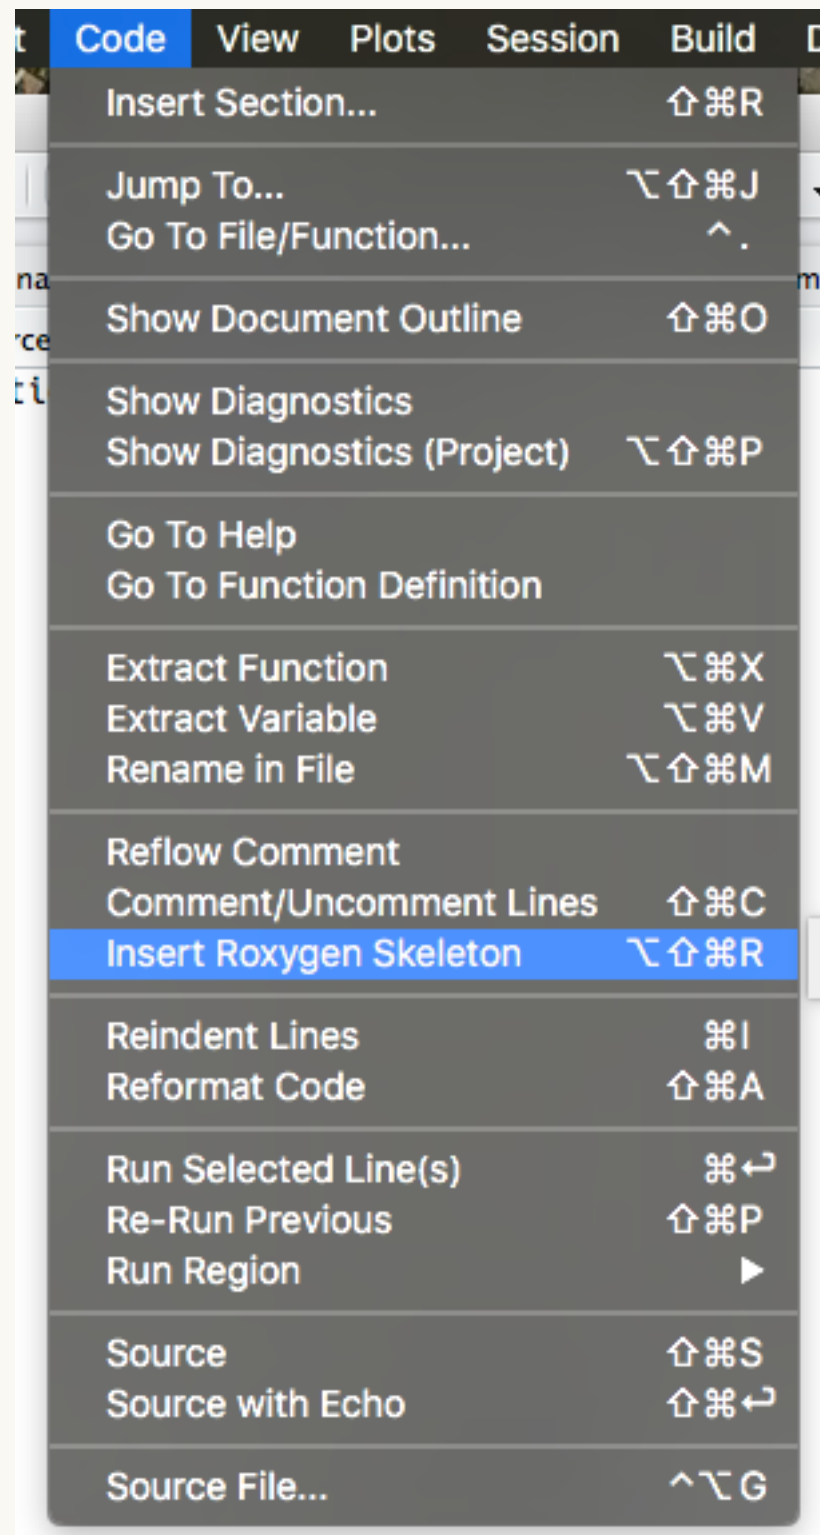 t Code View Plots Session Build D
Insert Section... ⇧⌘R
Jump To... ⌥⇧⌘J
Go To File/Function... ^.
na m
Show Document Outline ⇧⌘O
rce
ti
Show Diagnostics
Show Diagnostics (Project) ⌥⇧⌘P
Go To Help
Go To Function Definition
Extract Function ⌥⌘X
Extract Variable ⌥⌘V
Rename in File ⌥⇧⌘M
Reflow Comment
Comment/Uncomment Lines ⇧⌘C
Insert Roxygen Skeleton ⌥⇧⌘R
Reindent Lines ⌘I
Reformat Code ⇧⌘A
Run Selected Line(s) ⌘↩
Re-Run Previous ⇧⌘P
Run Region ▶
Source ⇧⌘S
Source with Echo ⇧⌘↩
Source File... ^⌥G